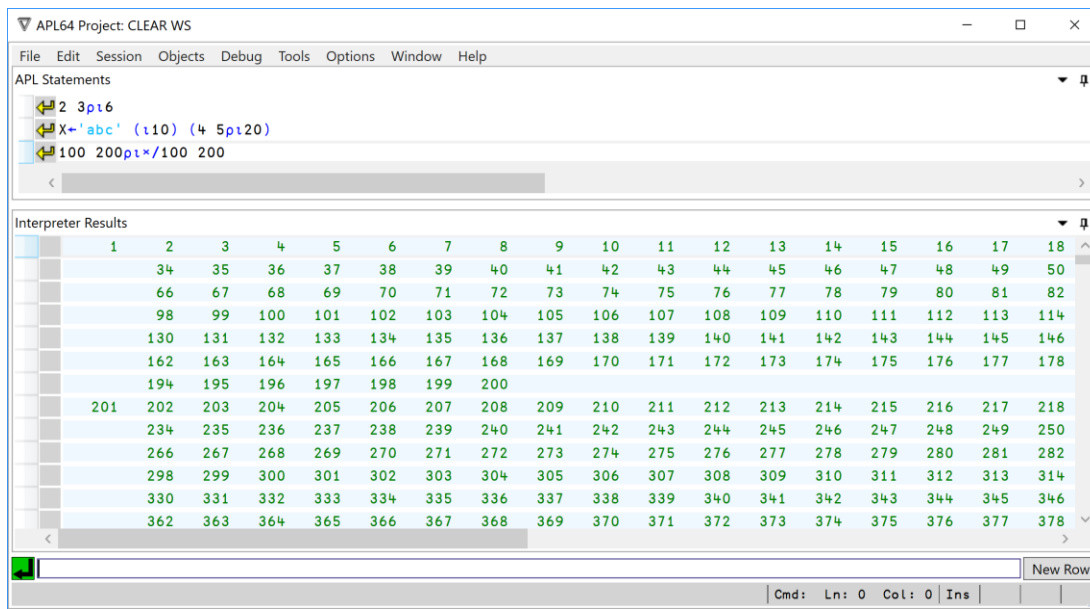 APL64 Project: CLEAR WS
File Edit Session Objects Debug Tools Options Window Help
APL Statements
2 3⍴⍳6
X←'abc' (⍳10) (4 5⍴⍳20)
100 200⍴⍳×/100 200
Interpreter Results
1 2 3 4 5 6 7 8 9 10 11 12 13 14 15 16 17 18
34 35 36 37 38 39 40 41 42 43 44 45 46 47 48 49 50
66 67 68 69 70 71 72 73 74 75 76 77 78 79 80 81 82
98 99 100 101 102 103 104 105 106 107 108 109 110 111 112 113 114
130 131 132 133 134 135 136 137 138 139 140 141 142 143 144 145 146
162 163 164 165 166 167 168 169 170 171 172 173 174 175 176 177 178
194 195 196 197 198 199 200
201 202 203 204 205 206 207 208 209 210 211 212 213 214 215 216 217 218
234 235 236 237 238 239 240 241 242 243 244 245 246 247 248 249 250
266 267 268 269 270 271 272 273 274 275 276 277 278 279 280 281 282
298 299 300 301 302 303 304 305 306 307 308 309 310 311 312 313 314
330 331 332 333 334 335 336 337 338 339 340 341 342 343 344 345 346
362 363 364 365 366 367 368 369 370 371 372 373 374 375 376 377 378
New Row
Cmd: Ln: 0 Col: 0 Ins